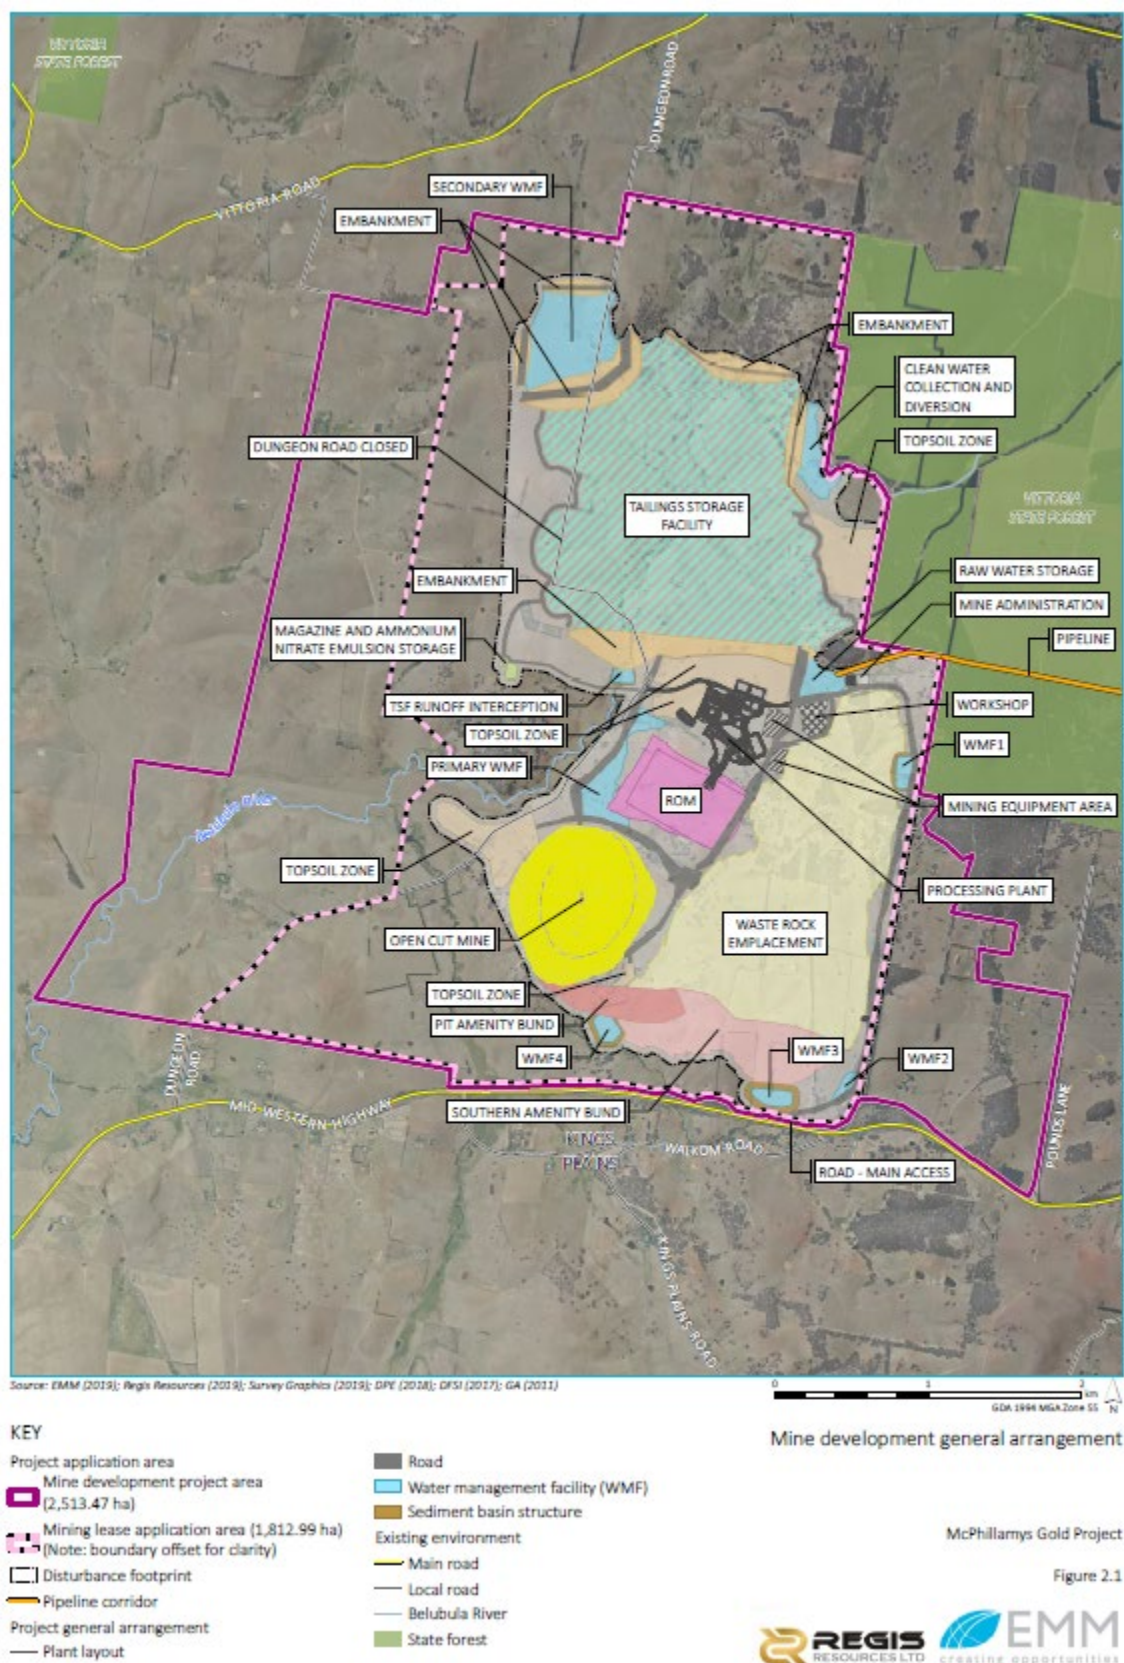 VITTORIA
STATE FOREST
DUNGEON ROAD
SECONDARY WMF
VITTORIA ROAD
EMBANKMENT
EMBANKMENT
CLEAN WATER
COLLECTION AND
DIVERSION
DUNGEON ROAD CLOSED
TOPSOIL ZONE
TAILINGS STORAGE
FACILITY
VITTORIA
STATE FOREST
EMBANKMENT
RAW WATER STORAGE
MINE ADMINISTRATION
MAGAZINE AND AMMONIUM
NITRATE EMULSION STORAGE
PIPELINE
TSF RUNOFF INTERCEPTION
WORKSHOP
TOPSOIL ZONE
WMF1
PRIMARY WMF
ROM
Belubula River
MINING EQUIPMENT AREA
TOPSOIL ZONE
PROCESSING PLANT
OPEN CUT MINE
WASTE ROCK
EMPLACEMENT
TOPSOIL ZONE
PIT AMENITY BUND
WMF4
WMF3
WMF2
DUNGEON
ROAD
MID WESTERN HIGHWAY
SOUTHERN AMENITY BUND
POUNDS LANE
KINGS
PLAINS
WALKOM ROAD
ROAD - MAIN ACCESS
KINGS PLAINS ROAD
Source: EMM (2019); Regis Resources (2019); Survey Graphics (2019); DPE (2018); DFSI (2017); GA (2011)
0 1 2
km
GDA 1994 MGA Zone 55
N
KEY
Project application area
Mine development project area
(2,513.47 ha)
Mining lease application area (1,812.99 ha)
(Note: boundary offset for clarity)
Disturbance footprint
Pipeline corridor
Project general arrangement
Plant layout
Road
Water management facility (WMF)
Sediment basin structure
Existing environment
Main road
Local road
Belubula River
State forest
Mine development general arrangement
McPhillamys Gold Project
Figure 2.1
REGIS
RESOURCES LTD
EMM
creating opportunities